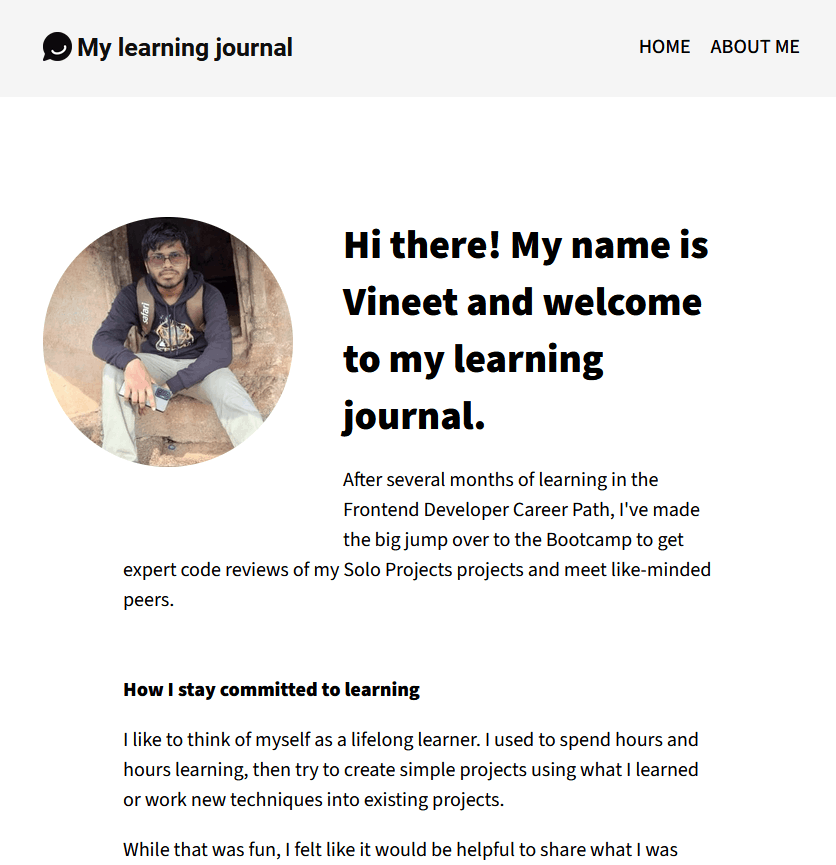 My learning journal
HOME ABOUT ME
safari
Hi there! My name is
Vineet and welcome
to my learning
journal.
After several months of learning in the
Frontend Developer Career Path, I've made
the big jump over to the Bootcamp to get
expert code reviews of my Solo Projects projects and meet like-minded
peers.
How I stay committed to learning
I like to think of myself as a lifelong learner. I used to spend hours and
hours learning, then try to create simple projects using what I learned
or work new techniques into existing projects.
While that was fun, I felt like it would be helpful to share what I was